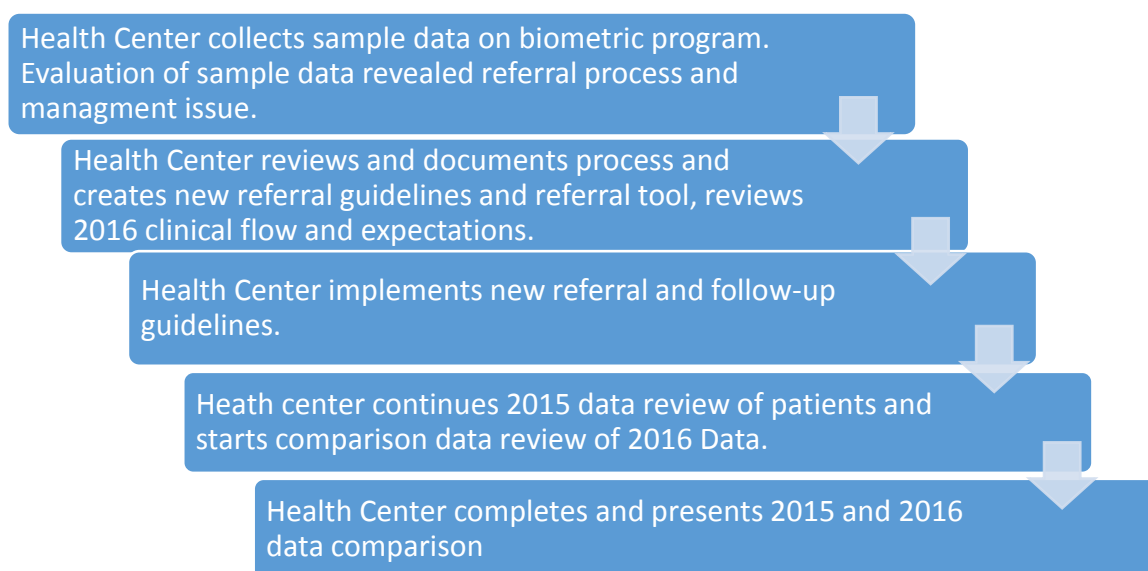 Health Center collects sample data on biometric program.
Evaluation of sample data revealed referral process and
managment issue.
Health Center reviews and documents process and
creates new referral guidelines and referral tool, reviews
2016 clinical flow and expectations.
Health Center implements new referral and follow-up
guidelines.
Heath center continues 2015 data review of patients and
starts comparison data review of 2016 Data.
Health Center completes and presents 2015 and 2016
data comparison